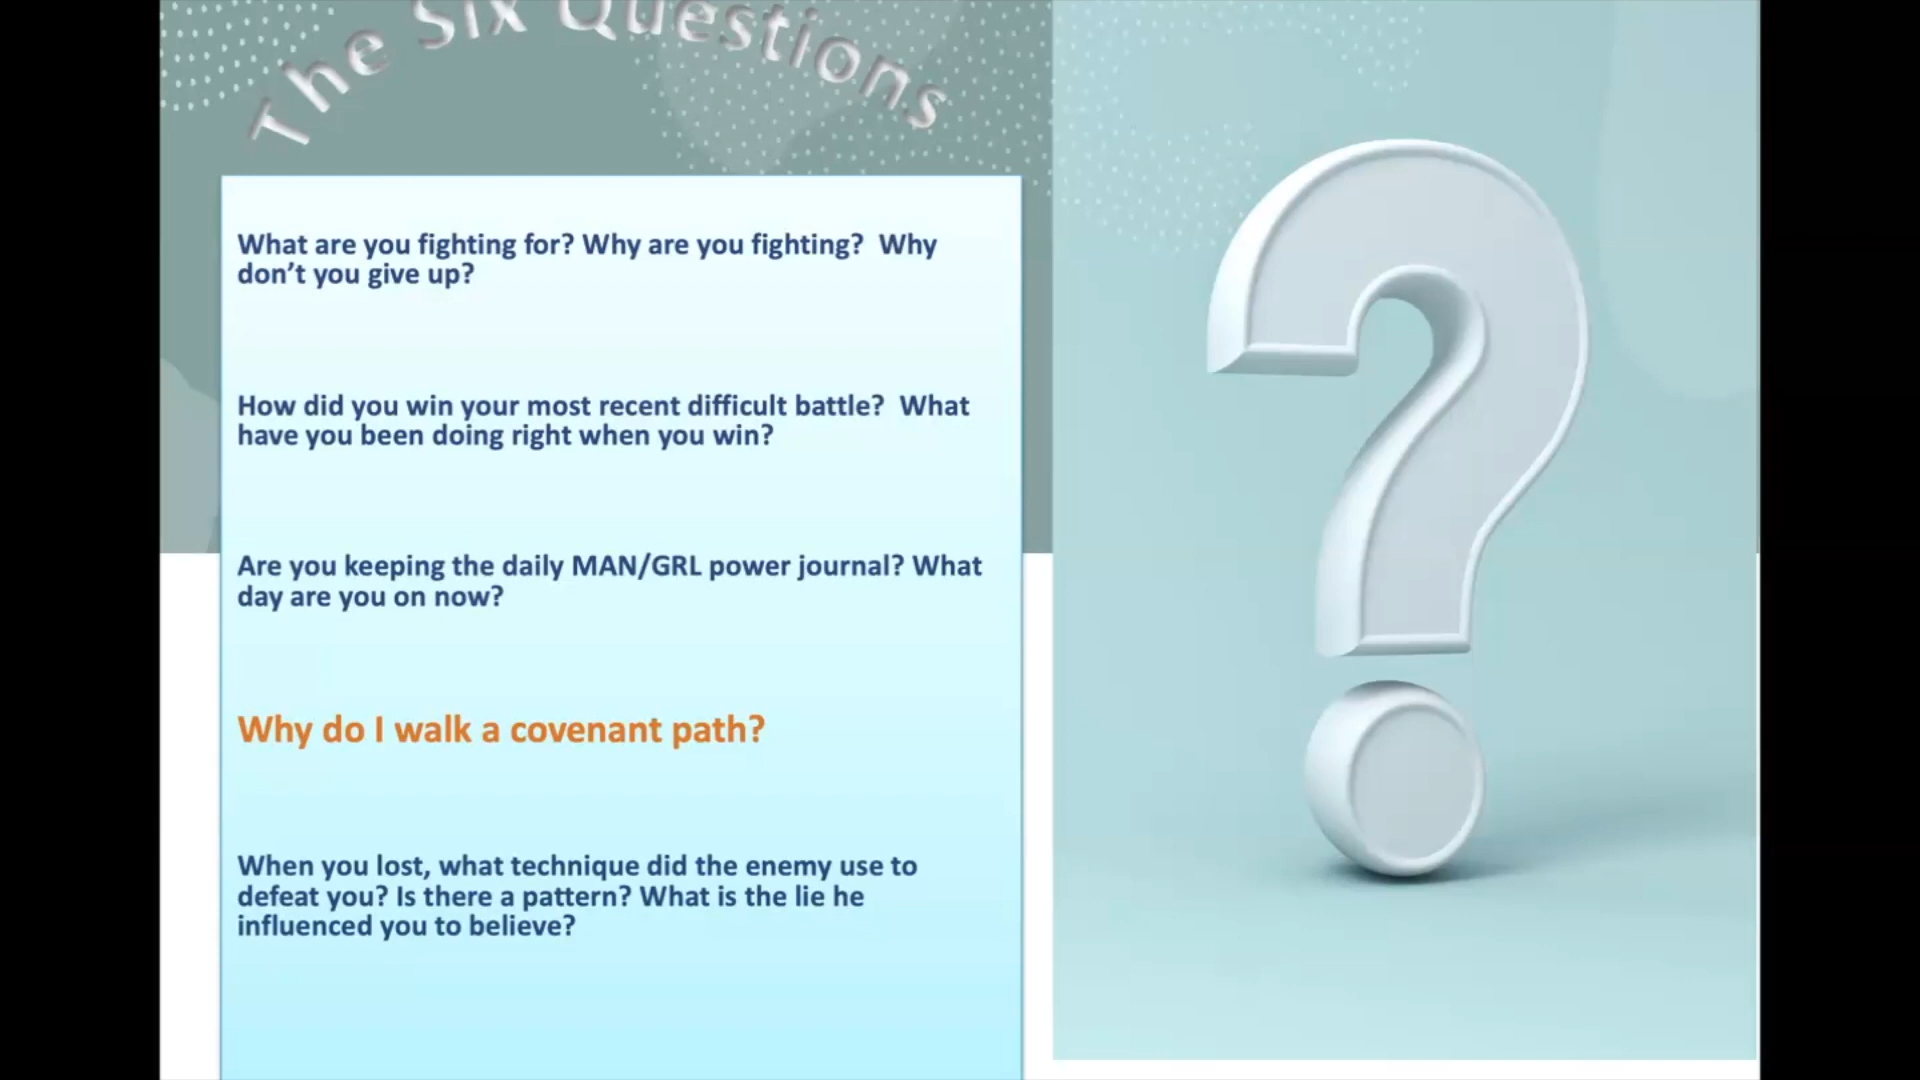 The Six Questions
What are you fighting for? Why are you fighting?  Why
don’t you give up?
How did you win your most recent difficult battle?  What
have you been doing right when you win?
Are you keeping the daily MAN/GRL power journal? What
day are you on now?
Why do I walk a covenant path?
When you lost, what technique did the enemy use to
defeat you? Is there a pattern? What is the lie he
influenced you to believe?